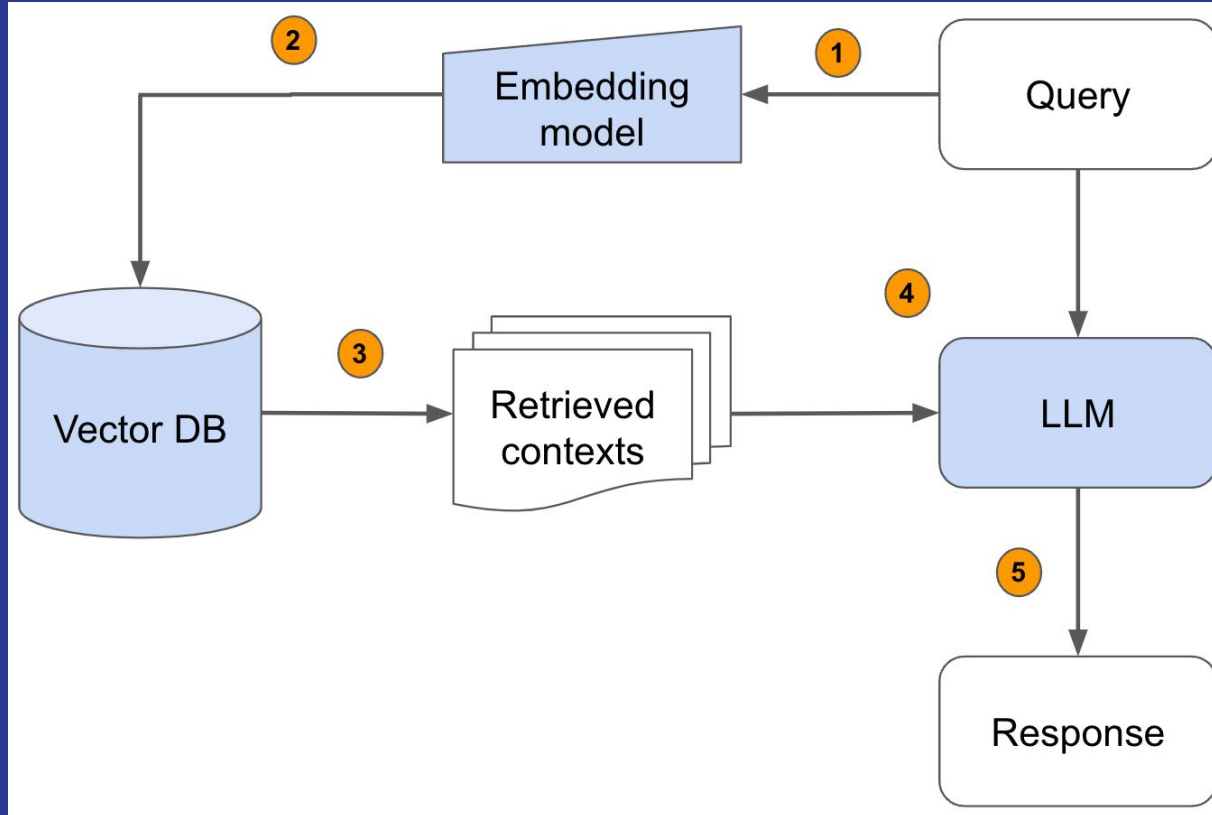 2
1
Embedding
model
Query
4
3
Vector DB
Retrieved
contexts
LLM
5
Response